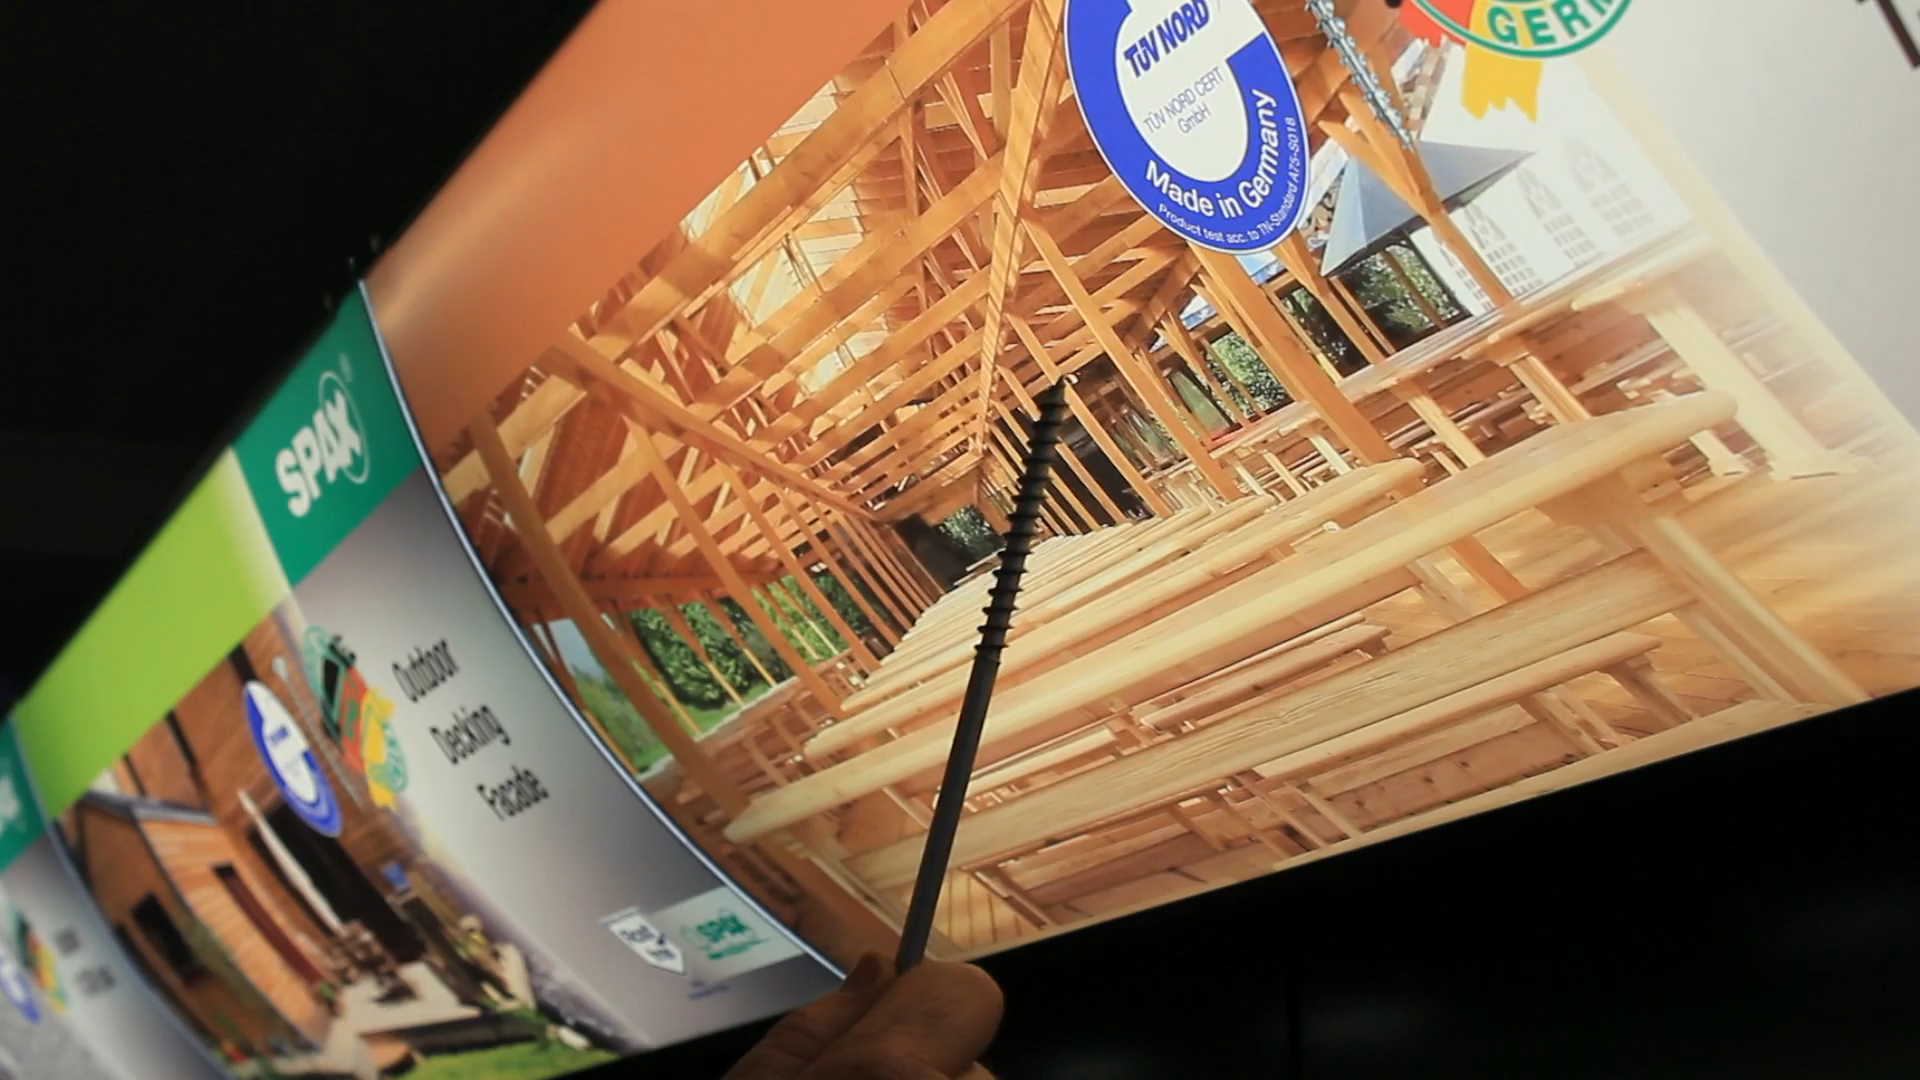 TÜV NORD
TÜV NORD CERT
GmbH
Made in Germany
Product test acc. to TN-Standard A75-S018
GERM
SPAX®
Outdoor
Decking
Facade
SPAX